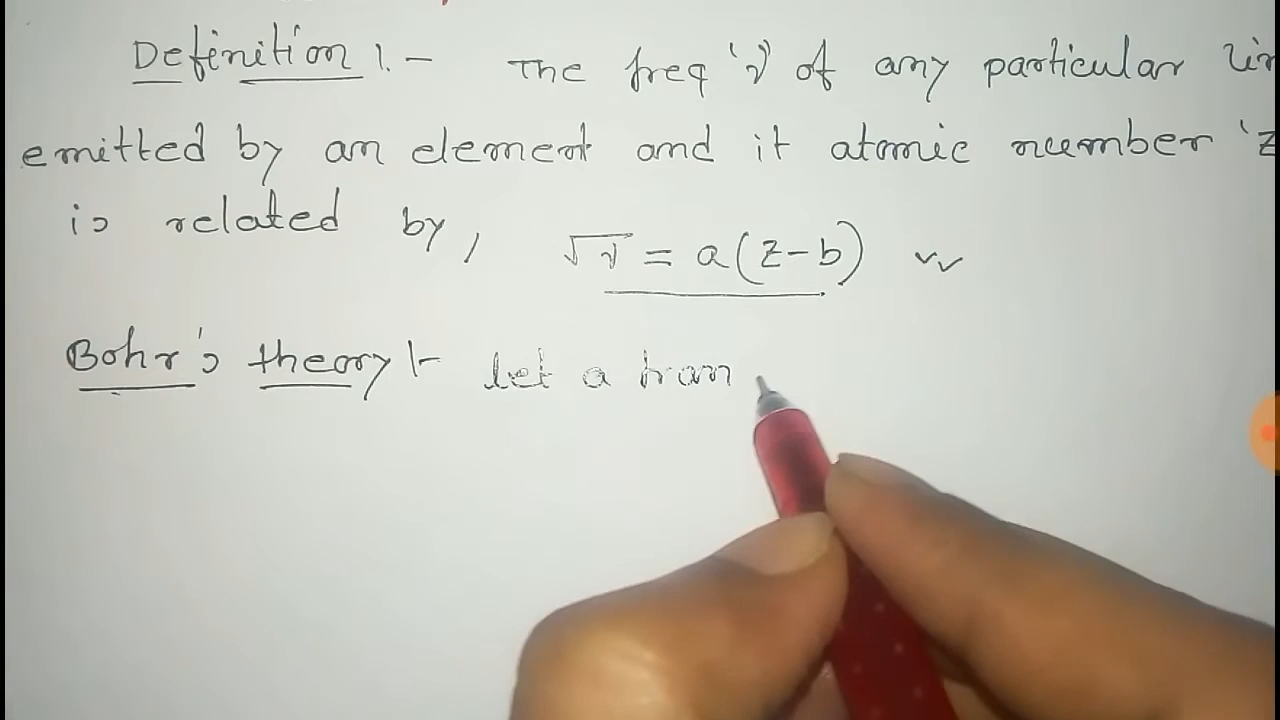 Definition :- The freq 'ν' of any particular lin
emitted by an element and it atomic number 'Z
is related by, √ν = a(z-b)
Bohr's theory :- let a tran